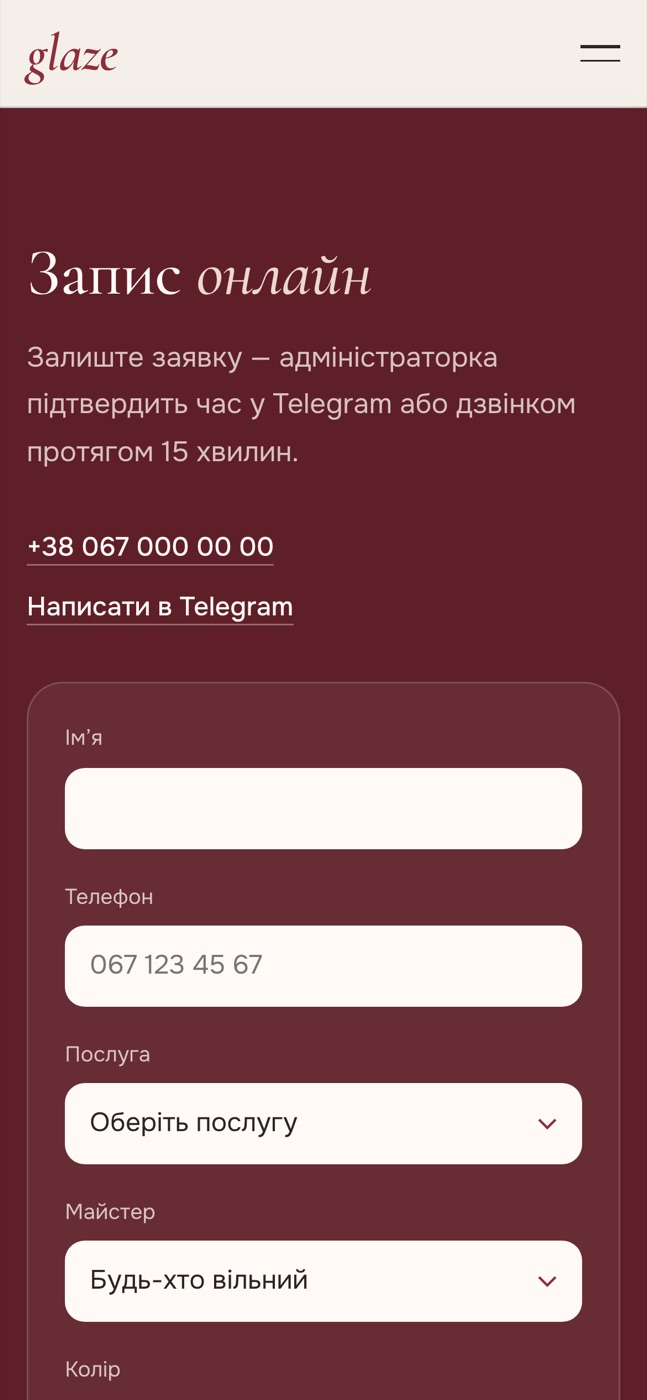 glaze
Запис онлайн
Залиште заявку — адміністраторка
підтвердить час у Telegram або дзвінком
протягом 15 хвилин.
+38 067 000 00 00
Написати в Telegram
Ім’я
Телефон
067 123 45 67
Послуга
Оберіть послугу
Майстер
Будь-хто вільний
Колір